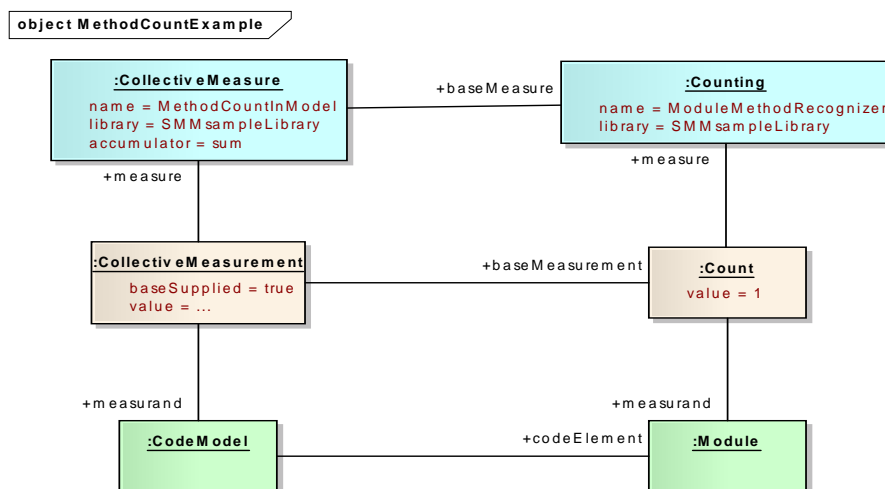 object MethodCountExample
:CollectiveMeasure
name = MethodCountInModel
library = SMMsampleLibrary
accumulator = sum
+baseMeasure
:Counting
name = ModuleMethodRecognizer
library = SMMsampleLibrary
+measure
+measure
:CollectiveMeasurement
baseSupplied = true
value = ...
+baseMeasurement
:Count
value = 1
+measurand
+measurand
:CodeModel
+codeElement
:Module